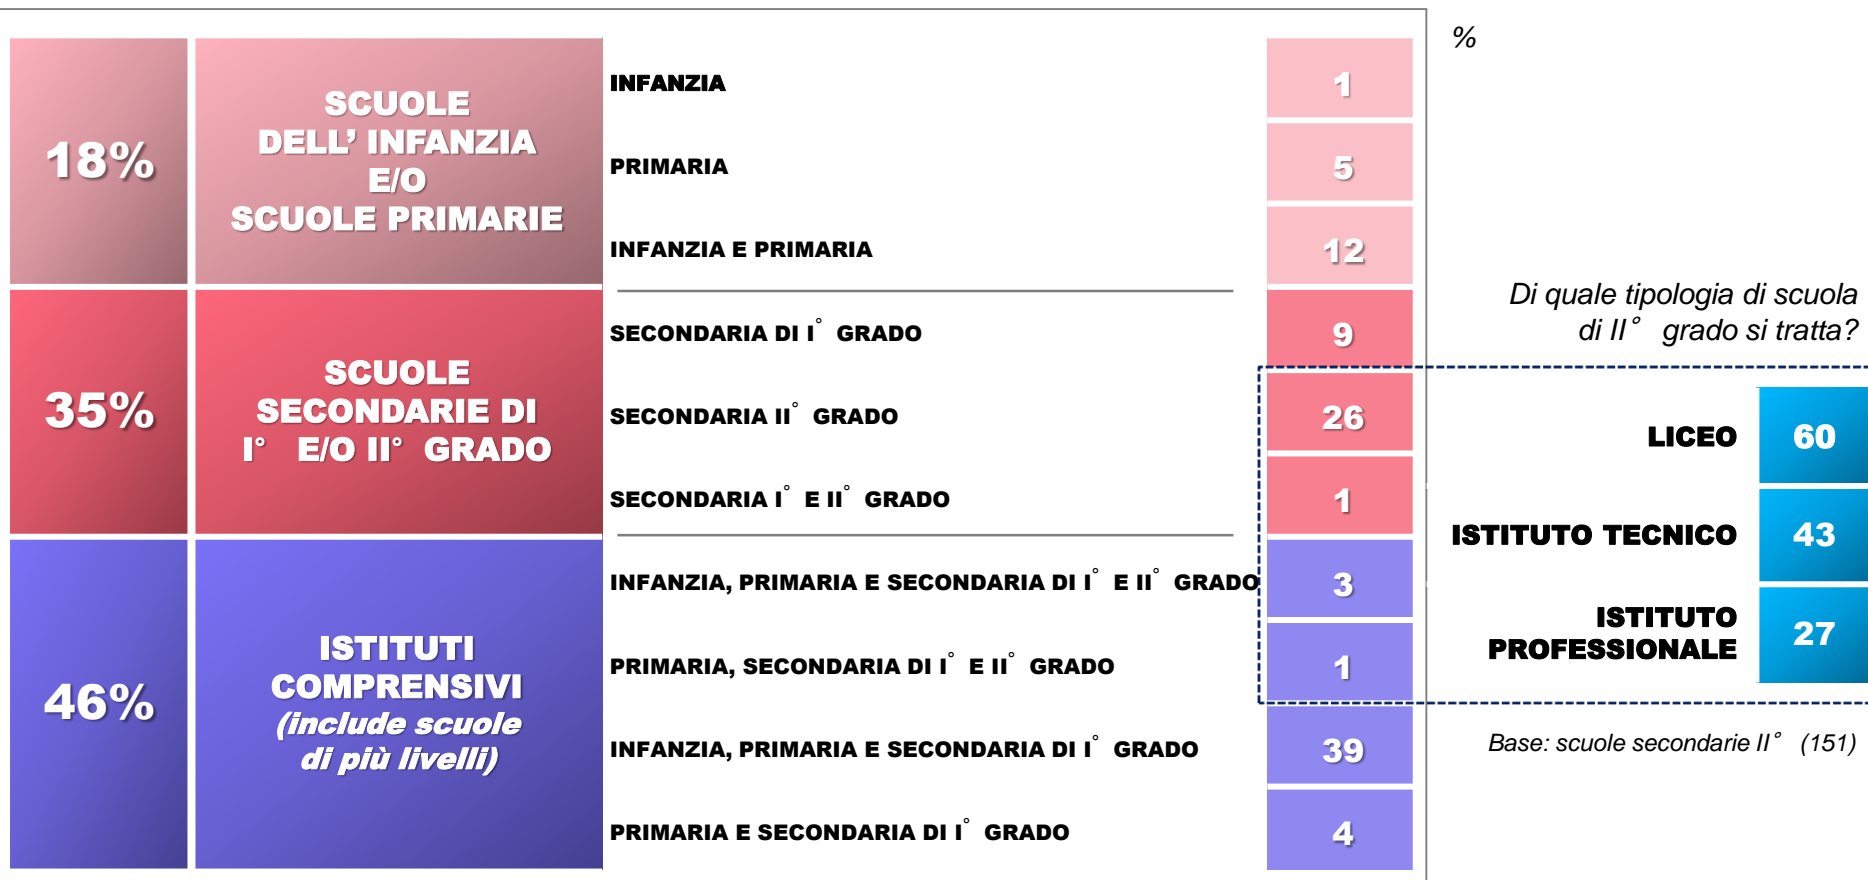 %
18%
SCUOLE
DELL’ INFANZIA
E/O
SCUOLE PRIMARIE
INFANZIA
1
PRIMARIA
5
INFANZIA E PRIMARIA
12
35%
SCUOLE
SECONDARIE DI
I° E/O II° GRADO
SECONDARIA DI I° GRADO
9
SECONDARIA II° GRADO
26
SECONDARIA I° E II° GRADO
1
46%
ISTITUTI
COMPRENSIVI
(include scuole
di più livelli)
INFANZIA, PRIMARIA E SECONDARIA DI I° E II° GRADO
3
PRIMARIA, SECONDARIA DI I° E II° GRADO
1
INFANZIA, PRIMARIA E SECONDARIA DI I° GRADO
39
PRIMARIA E SECONDARIA DI I° GRADO
4
Di quale tipologia di scuola
di II° grado si tratta?
LICEO
60
ISTITUTO TECNICO
43
ISTITUTO
PROFESSIONALE
27
Base: scuole secondarie II° (151)